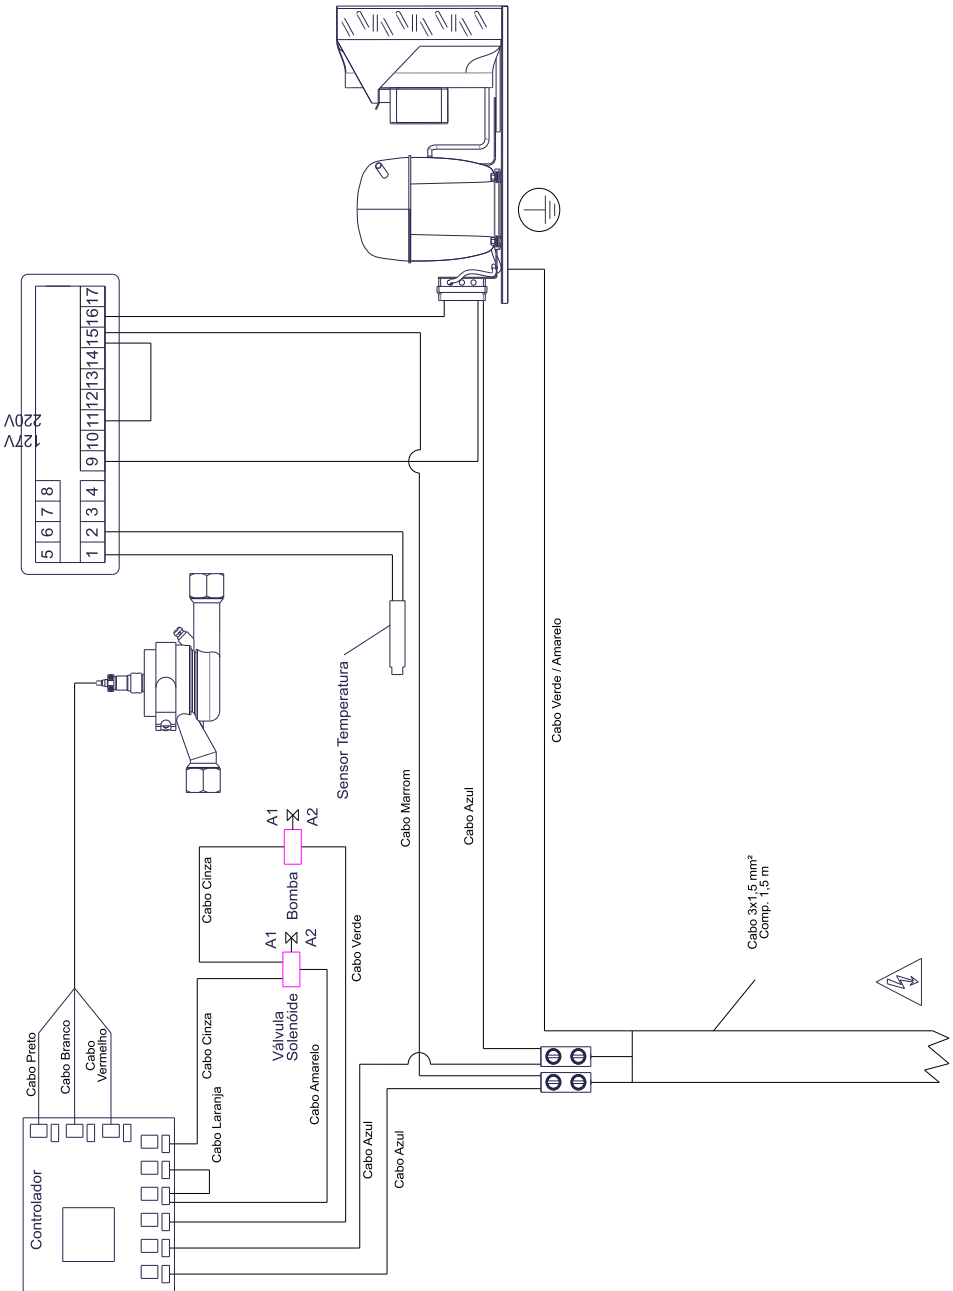 17
16
15
14
13
12
11
10
9
220V
127V
8
7
6
5
4
3
2
1
Sensor Temperatura
Cabo Verde / Amarelo
Cabo Marrom
Cabo Azul
A1
A2
Bomba
Cabo Cinza
Cabo Verde
A1
A2
Válvula
Solenóide
Cabo Cinza
Cabo Amarelo
Cabo Laranja
Cabo 3x1,5 mm²
Comp. 1,5 m
Cabo Preto
Cabo Branco
Cabo
Vermelho
Cabo Azul
Cabo Azul
Controlador